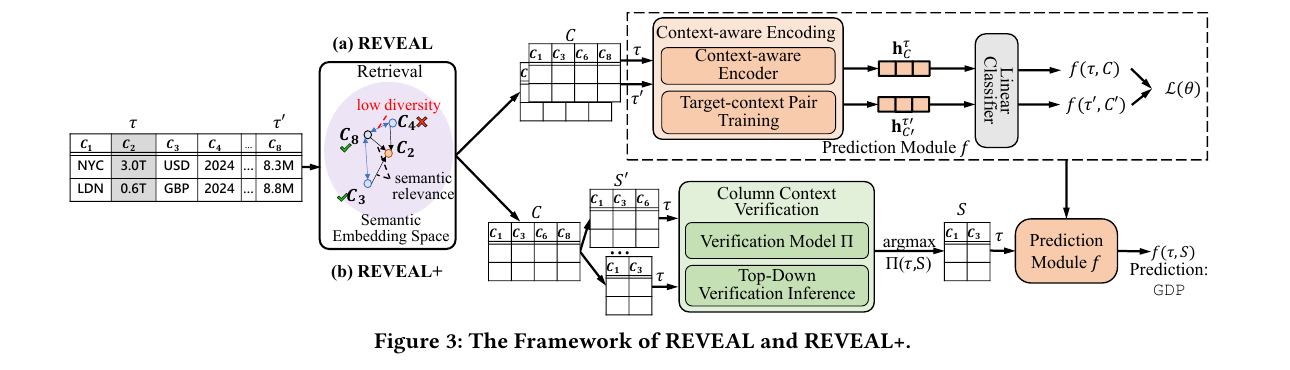 (a) REVEAL
Retrieval
low diversity
C8
C4
C2
C3
semantic
relevance
Semantic
Embedding Space
(b) REVEAL+
τ τ′
C1 C2 C3 C4 ... C8
NYC 3.0T USD 2024 ... 8.3M
LDN 0.6T GBP 2024 ... 8.8M
C
C1 C3 C6 C8
C
τ
τ′
Context-aware Encoding
Context-aware
Encoder
Target-context Pair
Training
h_C^τ
h_C′^τ′
Linear
Classifier
f(τ, C)
f(τ′, C′)
ℒ(θ)
Prediction Module f
C
C1 C3 C6 C8
S′
C1 C3 C6
τ
...
C1 C3
τ
Column Context
Verification
Verification Model Π
Top-Down
Verification Inference
argmax
Π(τ,S)
S
C1 C3
τ
Prediction
Module f
f(τ, S)
Prediction:
GDP
Figure 3: The Framework of REVEAL and REVEAL+.